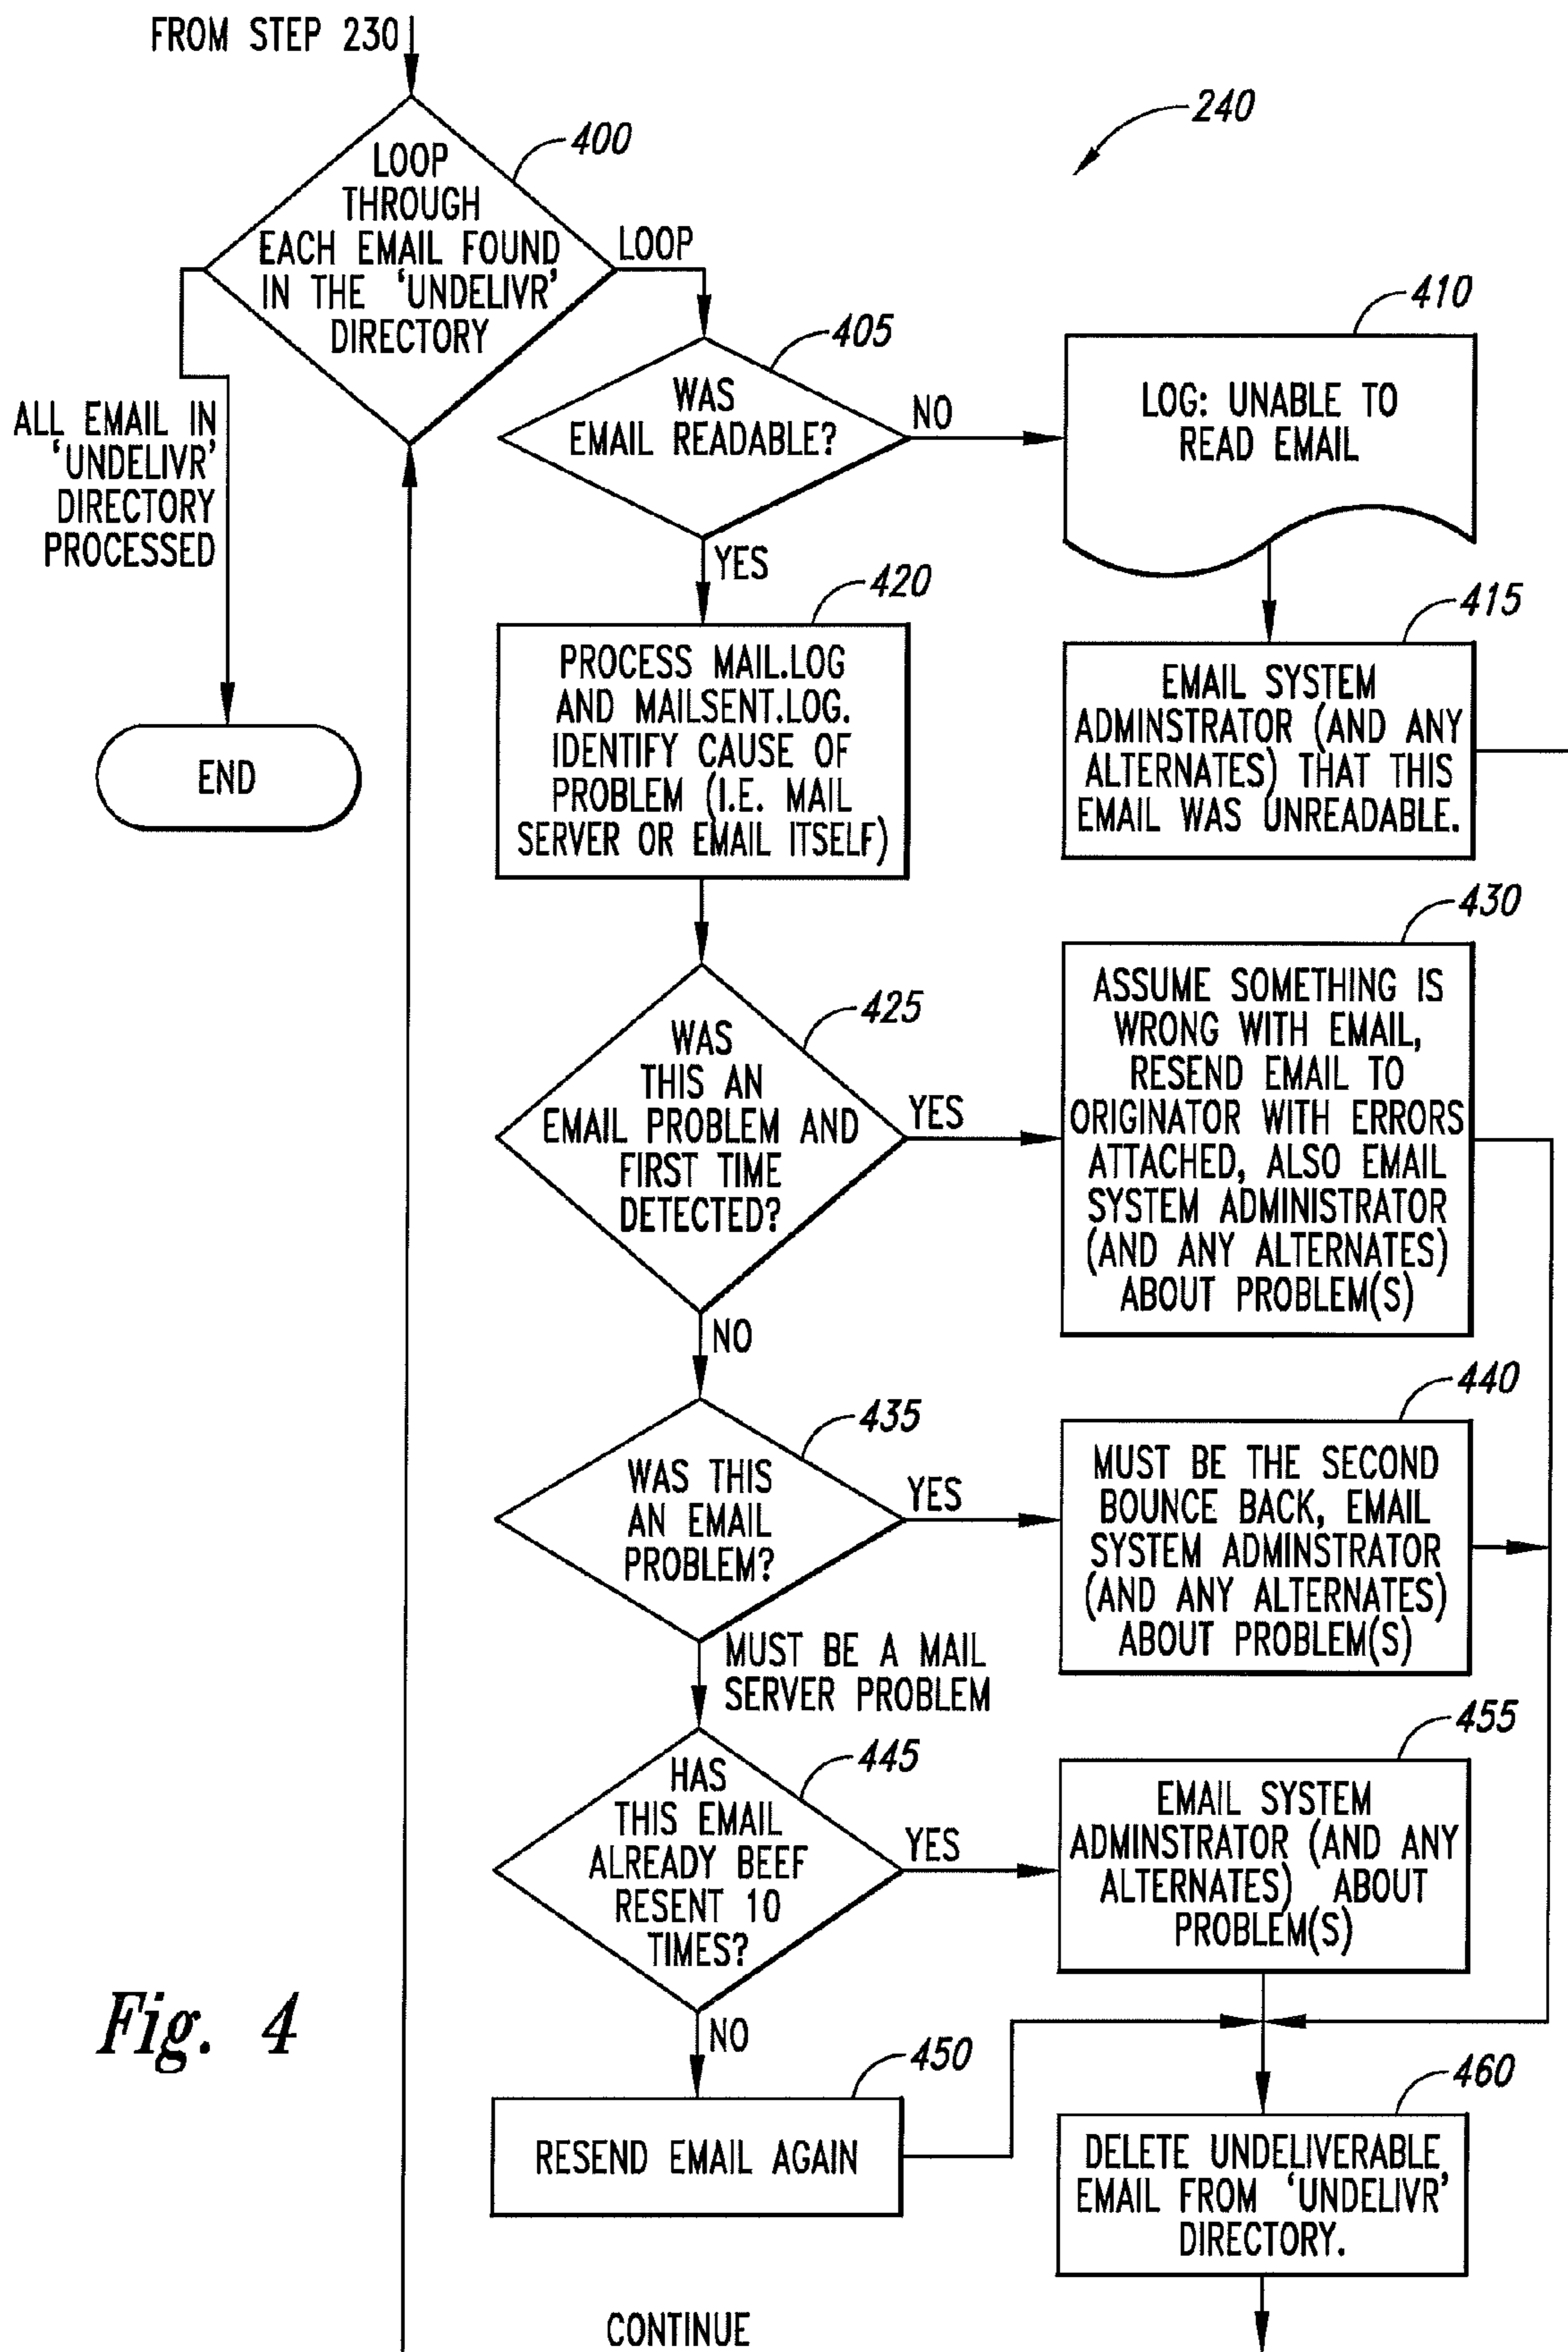 FROM STEP 230
240
400
LOOP
THROUGH
EACH EMAIL FOUND
IN THE 'UNDELIVR'
DIRECTORY
LOOP
ALL EMAIL IN
'UNDELIVR'
DIRECTORY
PROCESSED
END
405
WAS
EMAIL READABLE?
NO
YES
410
LOG: UNABLE TO
READ EMAIL
415
EMAIL SYSTEM
ADMINSTRATOR (AND ANY
ALTERNATES) THAT THIS
EMAIL WAS UNREADABLE.
420
PROCESS MAIL.LOG
AND MAILSENT.LOG.
IDENTIFY CAUSE OF
PROBLEM (I.E. MAIL
SERVER OR EMAIL ITSELF)
425
WAS
THIS AN
EMAIL PROBLEM AND
FIRST TIME
DETECTED?
YES
NO
430
ASSUME SOMETHING IS
WRONG WITH EMAIL,
RESEND EMAIL TO
ORIGINATOR WITH ERRORS
ATTACHED, ALSO EMAIL
SYSTEM ADMINISTRATOR
(AND ANY ALTERNATES)
ABOUT PROBLEM(S)
435
WAS THIS
AN EMAIL
PROBLEM?
YES
MUST BE A MAIL
SERVER PROBLEM
440
MUST BE THE SECOND
BOUNCE BACK, EMAIL
SYSTEM ADMINSTRATOR
(AND ANY ALTERNATES)
ABOUT PROBLEM(S)
445
HAS
THIS EMAIL
ALREADY BEEF
RESENT 10
TIMES?
YES
NO
455
EMAIL SYSTEM
ADMINSTRATOR (AND ANY
ALTERNATES) ABOUT
PROBLEM(S)
450
RESEND EMAIL AGAIN
460
DELETE UNDELIVERABLE
EMAIL FROM 'UNDELIVR'
DIRECTORY.
CONTINUE
Fig. 4